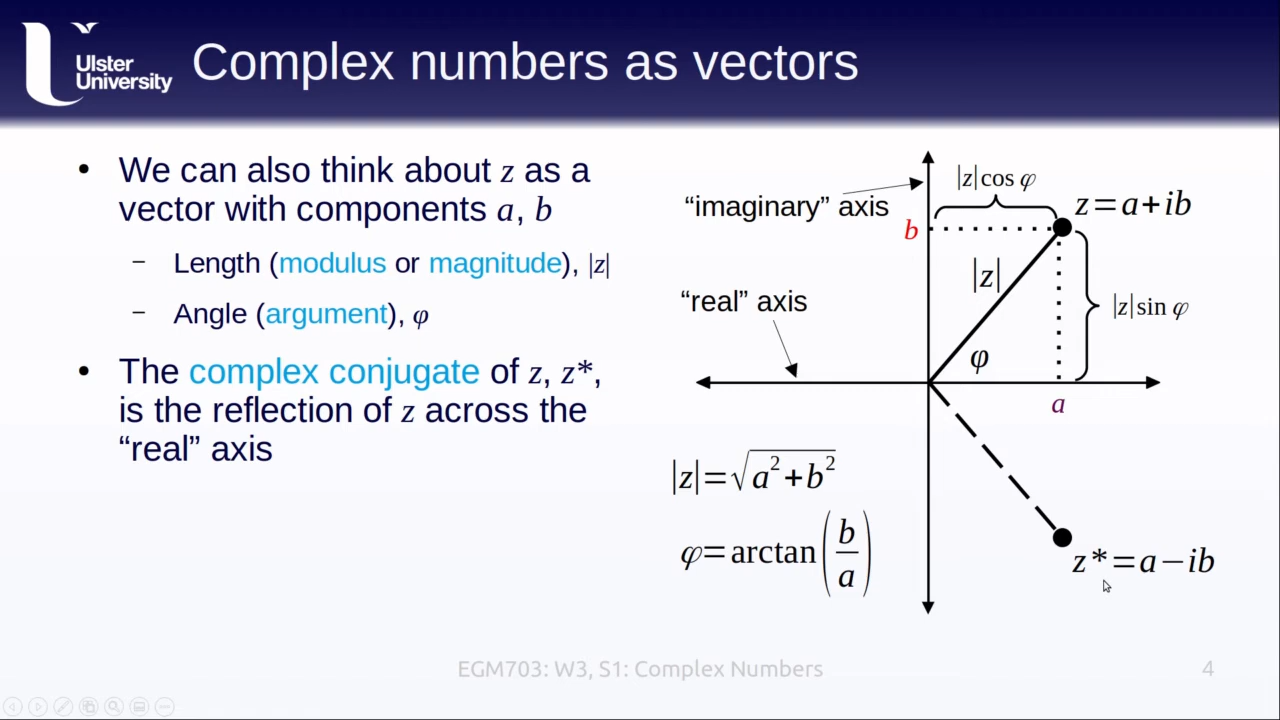 Ulster
University
Complex numbers as vectors
• We can also think about z as a
vector with components a, b
– Length (modulus or magnitude), |z|
– Angle (argument), φ
• The complex conjugate of z, z*,
is the reflection of z across the
“real” axis
“imaginary” axis
|z|cos φ
z=a+ib
b
|z|
|z|sin φ
“real” axis
φ
a
|z|=√a²+b²
φ=arctan(b/a)
z*=a−ib
EGM703: W3, S1: Complex Numbers
4